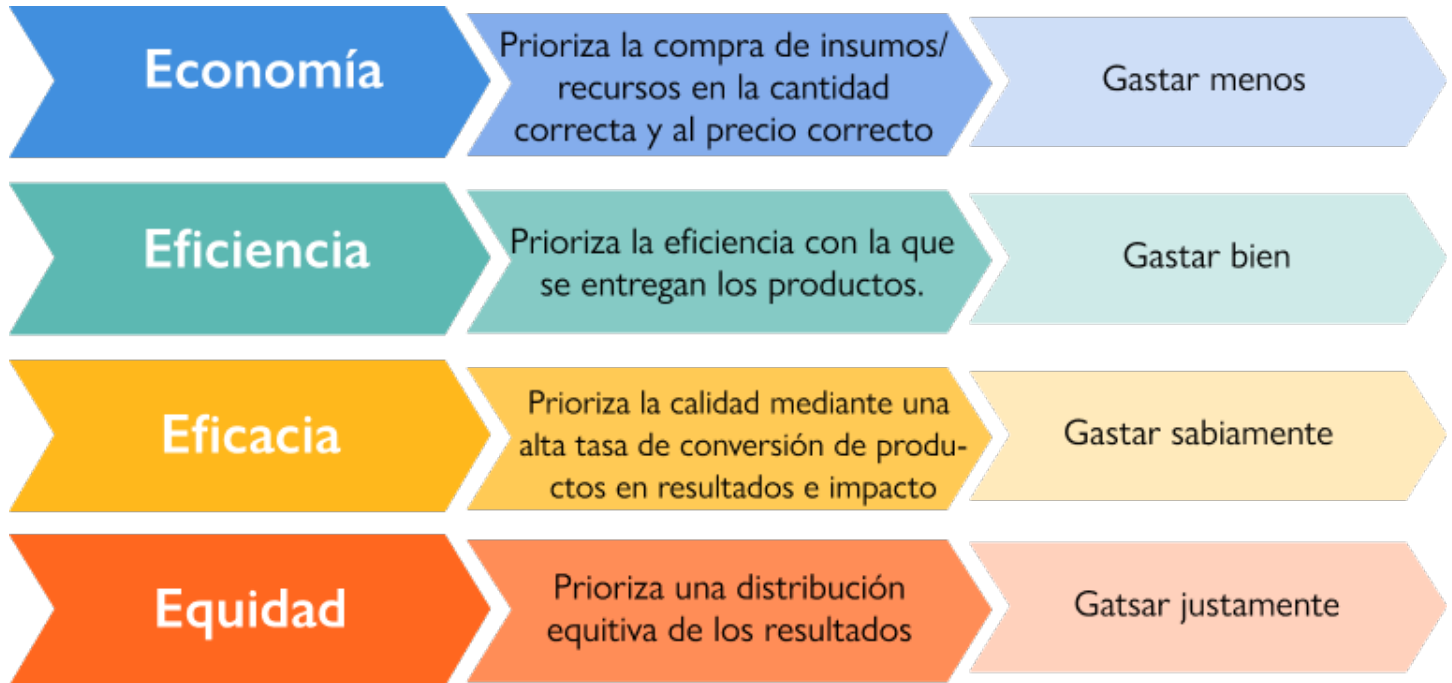 Economía
Prioriza la compra de insumos/
recursos en la cantidad
correcta y al precio correcto
Gastar menos
Eficiencia
Prioriza la eficiencia con la que
se entregan los productos.
Gastar bien
Eficacia
Prioriza la calidad mediante una
alta tasa de conversión de produ-
ctos en resultados e impacto
Gastar sabiamente
Equidad
Prioriza una distribución
equitiva de los resultados
Gatsar justamente